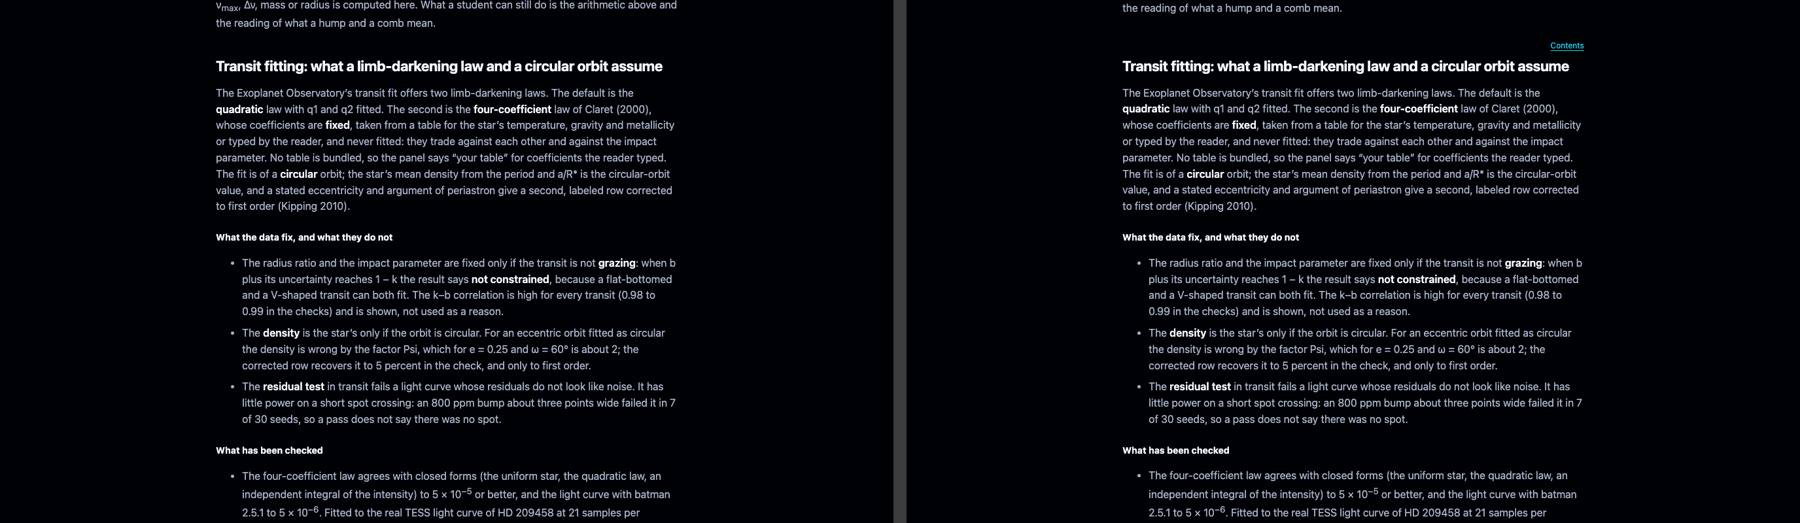 νmax, Δν, mass or radius is computed here. What a student can still do is the arithmetic above and
the reading of what a hump and a comb mean.
Transit fitting: what a limb-darkening law and a circular orbit assume
The Exoplanet Observatory’s transit fit offers two limb-darkening laws. The default is the
quadratic law with q1 and q2 fitted. The second is the four-coefficient law of Claret (2000),
whose coefficients are fixed, taken from a table for the star’s temperature, gravity and metallicity
or typed by the reader, and never fitted: they trade against each other and against the impact
parameter. No table is bundled, so the panel says “your table” for coefficients the reader typed.
The fit is of a circular orbit; the star’s mean density from the period and a/R* is the circular-orbit
value, and a stated eccentricity and argument of periastron give a second, labeled row corrected
to first order (Kipping 2010).
What the data fix, and what they do not
• The radius ratio and the impact parameter are fixed only if the transit is not grazing: when b
plus its uncertainty reaches 1 – k the result says not constrained, because a flat-bottomed
and a V-shaped transit can both fit. The k–b correlation is high for every transit (0.98 to
0.99 in the checks) and is shown, not used as a reason.
• The density is the star’s only if the orbit is circular. For an eccentric orbit fitted as circular
the density is wrong by the factor Psi, which for e = 0.25 and ω = 60° is about 2; the
corrected row recovers it to 5 percent in the check, and only to first order.
• The residual test in transit fails a light curve whose residuals do not look like noise. It has
little power on a short spot crossing: an 800 ppm bump about three points wide failed it in 7
of 30 seeds, so a pass does not say there was no spot.
What has been checked
• The four-coefficient law agrees with closed forms (the uniform star, the quadratic law, an
independent integral of the intensity) to 5 × 10⁻⁵ or better, and the light curve with batman
2.5.1 to 5 × 10⁻⁶. Fitted to the real TESS light curve of HD 209458 at 21 samples per
the reading of what a hump and a comb mean.
Contents
Transit fitting: what a limb-darkening law and a circular orbit assume
The Exoplanet Observatory’s transit fit offers two limb-darkening laws. The default is the
quadratic law with q1 and q2 fitted. The second is the four-coefficient law of Claret (2000),
whose coefficients are fixed, taken from a table for the star’s temperature, gravity and metallicity
or typed by the reader, and never fitted: they trade against each other and against the impact
parameter. No table is bundled, so the panel says “your table” for coefficients the reader typed.
The fit is of a circular orbit; the star’s mean density from the period and a/R* is the circular-orbit
value, and a stated eccentricity and argument of periastron give a second, labeled row corrected
to first order (Kipping 2010).
What the data fix, and what they do not
• The radius ratio and the impact parameter are fixed only if the transit is not grazing: when b
plus its uncertainty reaches 1 – k the result says not constrained, because a flat-bottomed
and a V-shaped transit can both fit. The k–b correlation is high for every transit (0.98 to
0.99 in the checks) and is shown, not used as a reason.
• The density is the star’s only if the orbit is circular. For an eccentric orbit fitted as circular
the density is wrong by the factor Psi, which for e = 0.25 and ω = 60° is about 2; the
corrected row recovers it to 5 percent in the check, and only to first order.
• The residual test in transit fails a light curve whose residuals do not look like noise. It has
little power on a short spot crossing: an 800 ppm bump about three points wide failed it in 7
of 30 seeds, so a pass does not say there was no spot.
What has been checked
• The four-coefficient law agrees with closed forms (the uniform star, the quadratic law, an
independent integral of the intensity) to 5 × 10⁻⁵ or better, and the light curve with batman
2.5.1 to 5 × 10⁻⁶. Fitted to the real TESS light curve of HD 209458 at 21 samples per